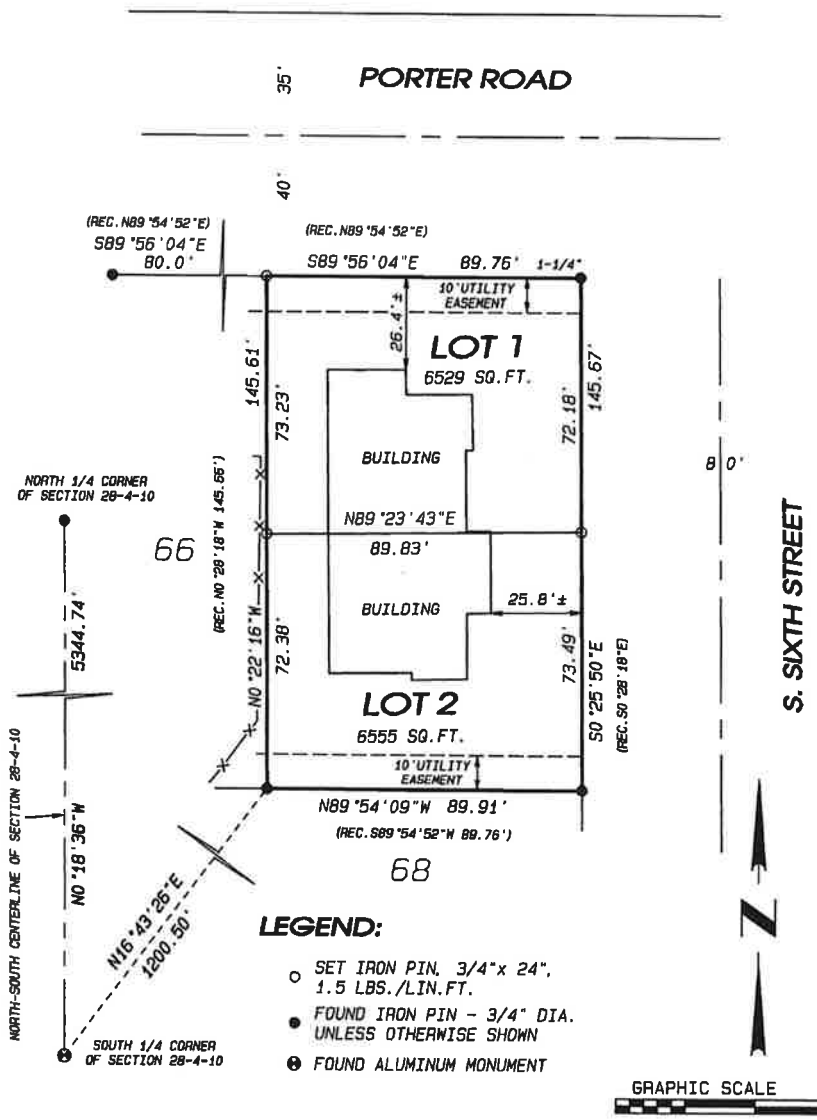 PORTER ROAD
35'
40'
(REC.N89°54'52"E)
S89°56'04"E
80.0'
(REC.N89°54'52"E)
S89°56'04"E 89.76' 1-1/4"
10'UTILITY
EASEMENT
26.4'±
LOT 1
6529 SQ.FT.
145.61'
73.23'
72.18'
145.67'
BUILDING
N89°23'43"E
89.83'
BUILDING
25.8'±
80'
S. SIXTH STREET
NORTH 1/4 CORNER
OF SECTION 28-4-10
66
(REC.N0°28'18"W 145.66')
N0°22'16"W
72.38'
73.49'
S0°25'50"E
(REC.S0°28'18"E)
5344.74'
N0°18'36"W
NORTH-SOUTH CENTERLINE OF SECTION 28-4-10
LOT 2
6555 SQ.FT.
10'UTILITY
EASEMENT
N89°54'09"W 89.91'
(REC.S89°54'52"W 89.76')
68
N16°43'26"E
1200.50'
SOUTH 1/4 CORNER
OF SECTION 28-4-10
LEGEND:
SET IRON PIN, 3/4"x 24",
1.5 LBS./LIN.FT.
FOUND IRON PIN - 3/4" DIA.
UNLESS OTHERWISE SHOWN
FOUND ALUMINUM MONUMENT
N
GRAPHIC SCALE